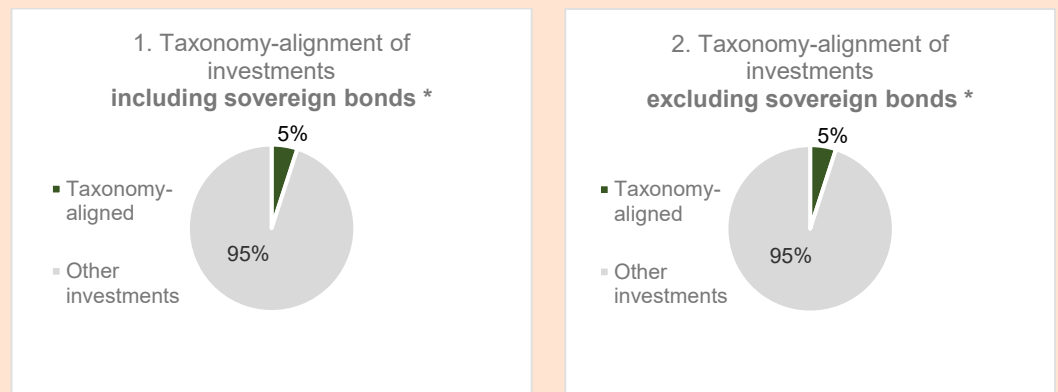 1. Taxonomy-alignment of
investments
including sovereign bonds *
5%
Taxonomy-
aligned
95%
Other
investments
2. Taxonomy-alignment of
investments
excluding sovereign bonds *
5%
Taxonomy-
aligned
95%
Other
investments